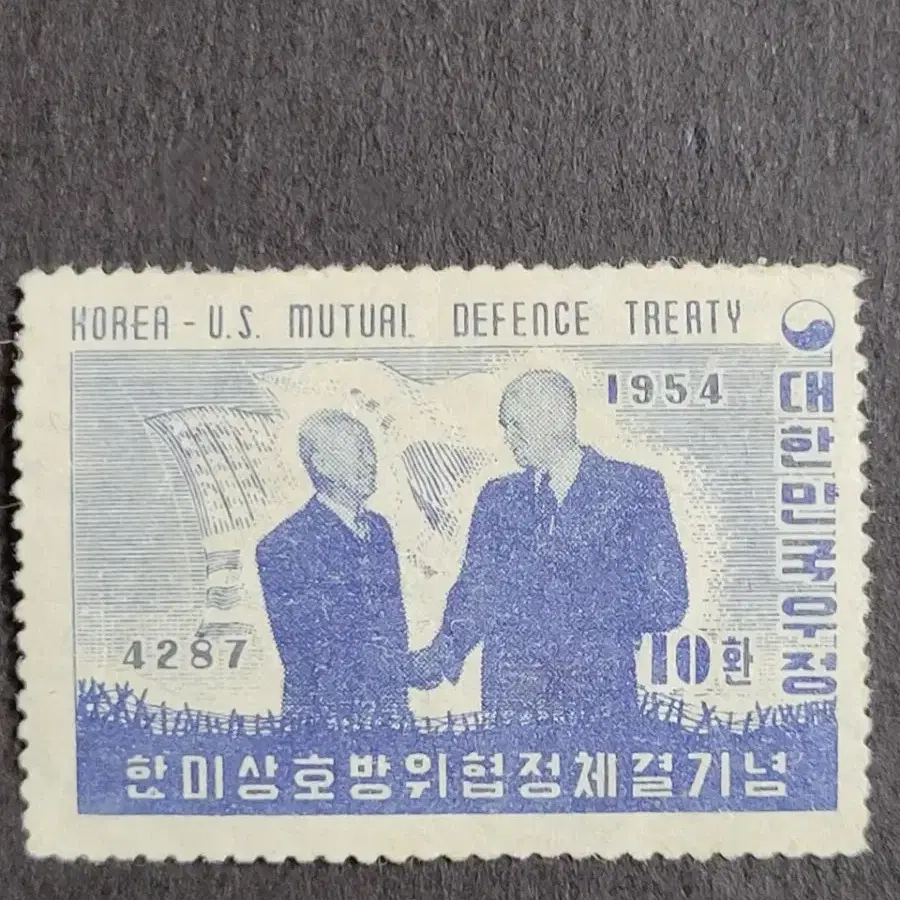 KOREA - U.S. MUTUAL DEFENCE TREATY
1954
대한민국우정
4287
10환
한미상호방위협정체결기념